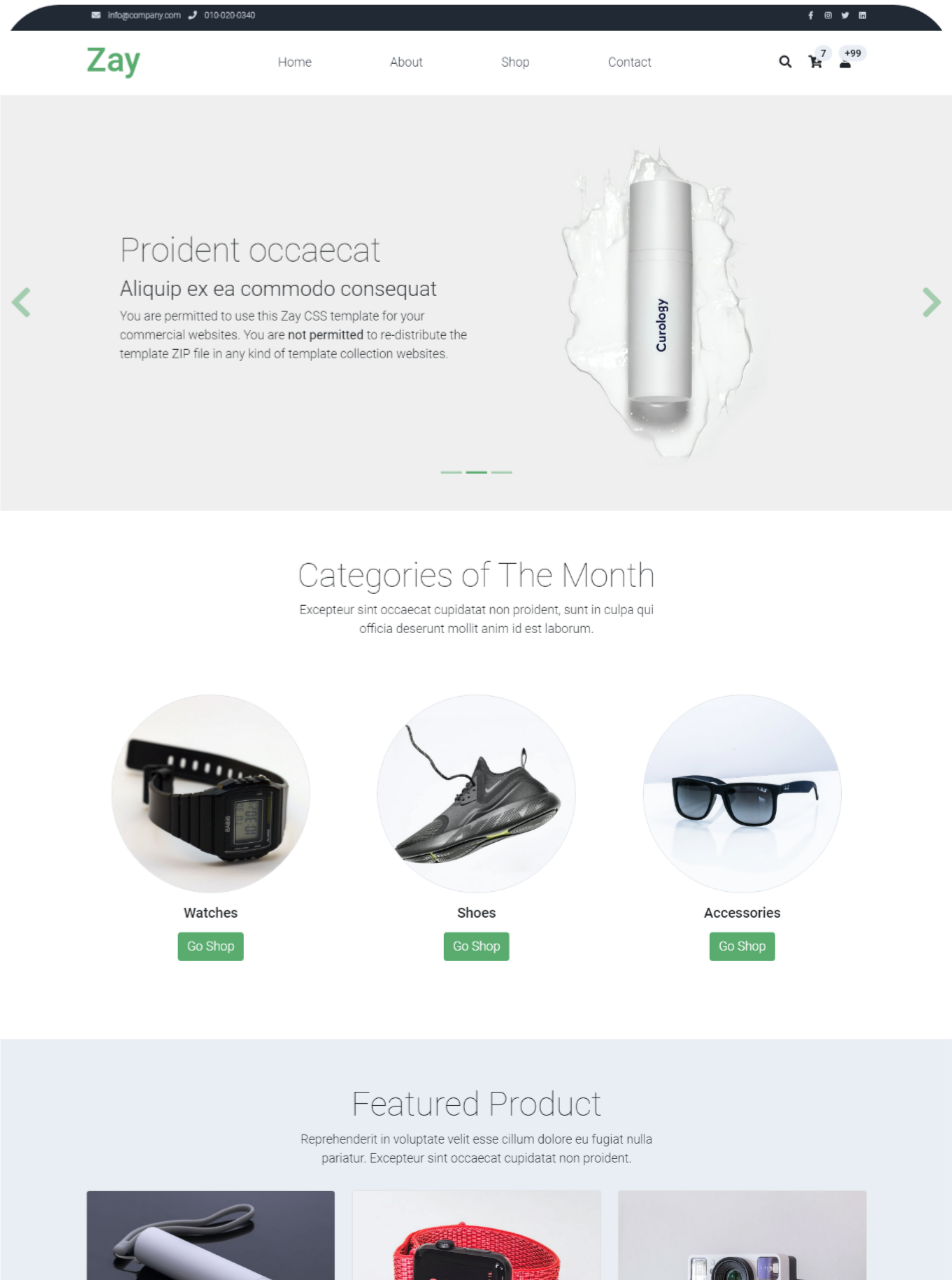 info@company.com 010-020-0340
Zay
Home About Shop Contact
7 +99
Proident occaecat
Aliquip ex ea commodo consequat
You are permitted to use this Zay CSS template for your
commercial websites. You are not permitted to re-distribute the
template ZIP file in any kind of template collection websites.
Curology
Categories of The Month
Excepteur sint occaecat cupidatat non proident, sunt in culpa qui
officia deserunt mollit anim id est laborum.
Watches Shoes Accessories
Go Shop Go Shop Go Shop
Featured Product
Reprehenderit in voluptate velit esse cillum dolore eu fugiat nulla
pariatur. Excepteur sint occaecat cupidatat non proident.